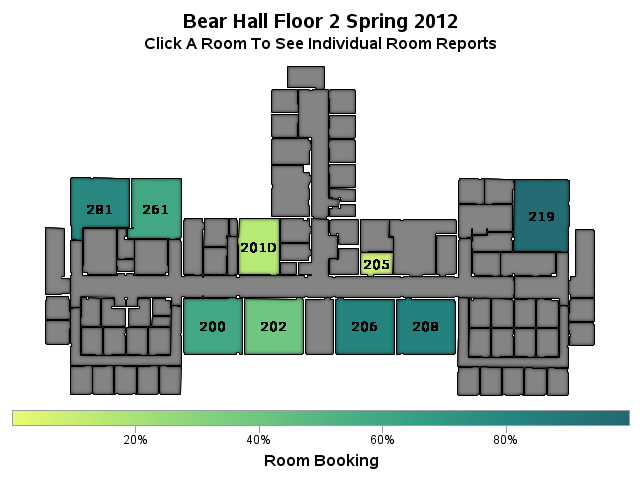 Bear Hall Floor 2 Spring 2012
Click A Room To See Individual Room Reports
281 261 219
201D 205
200 202 206 208
20% 40% 60% 80%
Room Booking